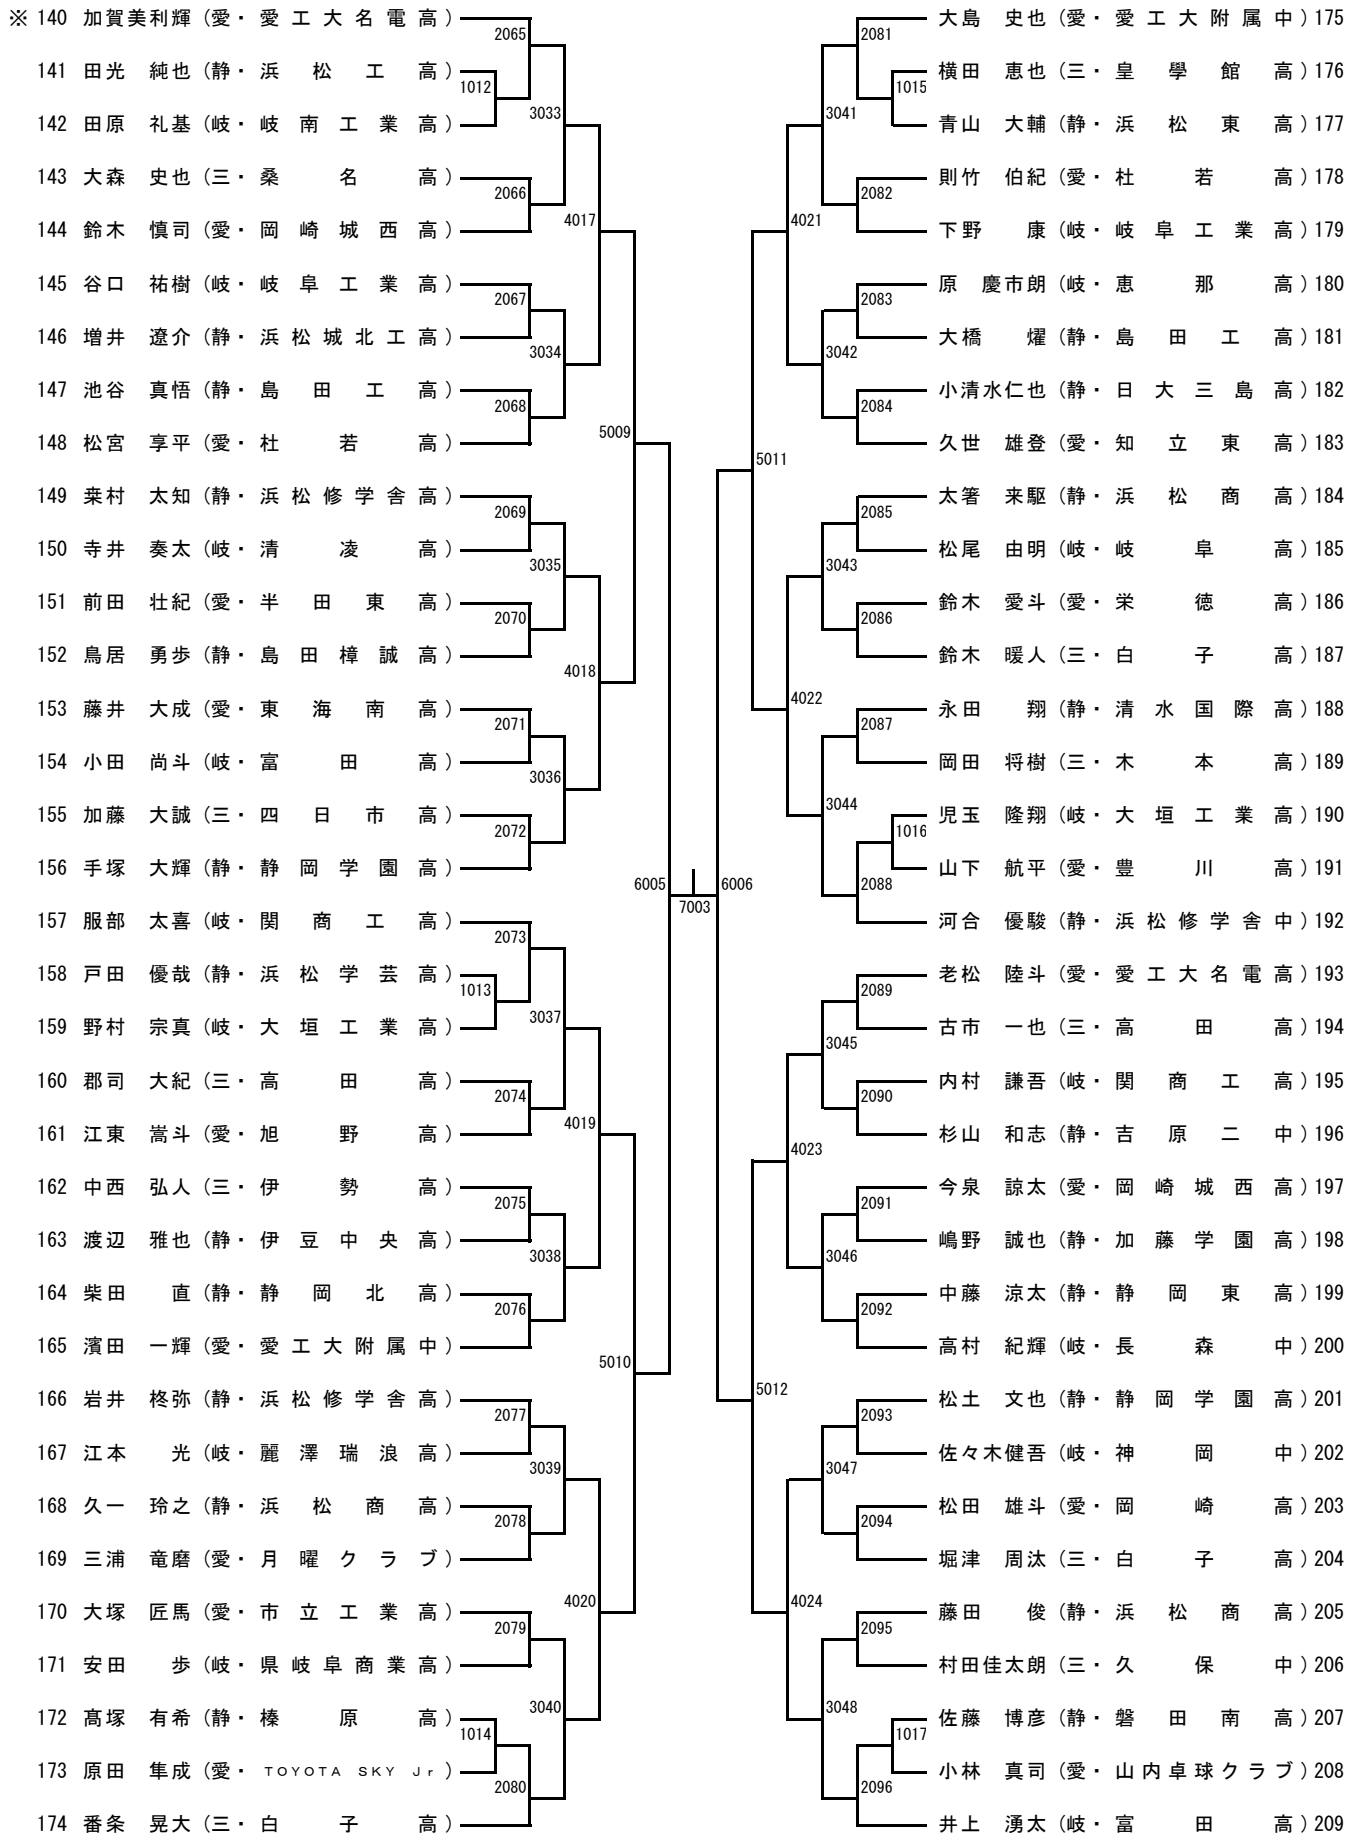 ※ 140 加賀美利輝 (愛・愛工大名電高)
141 田光 純也 (静・浜松工高)
142 田原 礼基 (岐・岐南工業高)
143 大森 史也 (三・桑名高)
144 鈴木 慎司 (愛・岡崎城西高)
145 谷口 祐樹 (岐・岐阜工業高)
146 増井 遼介 (静・浜松城北工高)
147 池谷 真悟 (静・島田工高)
148 松宮 享平 (愛・杜若高)
149 桒村 太知 (静・浜松修学舎高)
150 寺井 奏太 (岐・清凌高)
151 前田 壮紀 (愛・半田東高)
152 鳥居 勇歩 (静・島田樟誠高)
153 藤井 大成 (愛・東海南高)
154 小田 尚斗 (岐・富田高)
155 加藤 大誠 (三・四日市高)
156 手塚 大輝 (静・静岡学園高)
157 服部 太喜 (岐・関商工高)
158 戸田 優哉 (静・浜松学芸高)
159 野村 宗真 (岐・大垣工業高)
160 郡司 大紀 (三・高田高)
161 江東 嵩斗 (愛・旭野高)
162 中西 弘人 (三・伊勢高)
163 渡辺 雅也 (静・伊豆中央高)
164 柴田 直 (静・静岡北高)
165 濱田 一輝 (愛・愛工大附属中)
166 岩井 柊弥 (静・浜松修学舎高)
167 江本 光 (岐・麗澤瑞浪高)
168 久一 玲之 (静・浜松商高)
169 三浦 竜磨 (愛・月曜クラブ)
170 大塚 匠馬 (愛・市立工業高)
171 安田 歩 (岐・県岐阜商業高)
172 髙塚 有希 (静・榛原高)
173 原田 隼成 (愛・TOYOTA SKY Jr)
174 番条 晃大 (三・白子高)
1012
1013
1014
2065
2066
2067
2068
2069
2070
2071
2072
2073
2074
2075
2076
2077
2078
2079
2080
3033
3034
3035
3036
3037
3038
3039
3040
4017
4018
4019
4020
5009
5010
6005
7003
6006
5011
5012
4021
4022
4023
4024
3041
3042
3043
3044
3045
3046
3047
3048
2081
2082
2083
2084
2085
2086
2087
2088
2089
2090
2091
2092
2093
2094
2095
2096
1015
1016
1017
大島 史也 (愛・愛工大附属中) 175
横田 恵也 (三・皇學館高) 176
青山 大輔 (静・浜松東高) 177
則竹 伯紀 (愛・杜若高) 178
下野 康 (岐・岐阜工業高) 179
原 慶市朗 (岐・恵那高) 180
大橋 燿 (静・島田工高) 181
小清水仁也 (静・日大三島高) 182
久世 雄登 (愛・知立東高) 183
太箸 来駆 (静・浜松商高) 184
松尾 由明 (岐・岐阜高) 185
鈴木 愛斗 (愛・栄徳高) 186
鈴木 暖人 (三・白子高) 187
永田 翔 (静・清水国際高) 188
岡田 将樹 (三・木本高) 189
児玉 隆翔 (岐・大垣工業高) 190
山下 航平 (愛・豊川高) 191
河合 優駿 (静・浜松修学舎中) 192
老松 陸斗 (愛・愛工大名電高) 193
古市 一也 (三・高田高) 194
内村 謙吾 (岐・関商工高) 195
杉山 和志 (静・吉原二中) 196
今泉 諒太 (愛・岡崎城西高) 197
嶋野 誠也 (静・加藤学園高) 198
中藤 涼太 (静・静岡東高) 199
高村 紀輝 (岐・長森中) 200
松土 文也 (静・静岡学園高) 201
佐々木健吾 (岐・神岡中) 202
松田 雄斗 (愛・岡崎高) 203
堀津 周汰 (三・白子高) 204
藤田 俊 (静・浜松商高) 205
村田佳太朗 (三・久保中) 206
佐藤 博彦 (静・磐田南高) 207
小林 真司 (愛・山内卓球クラブ) 208
井上 湧太 (岐・富田高) 209